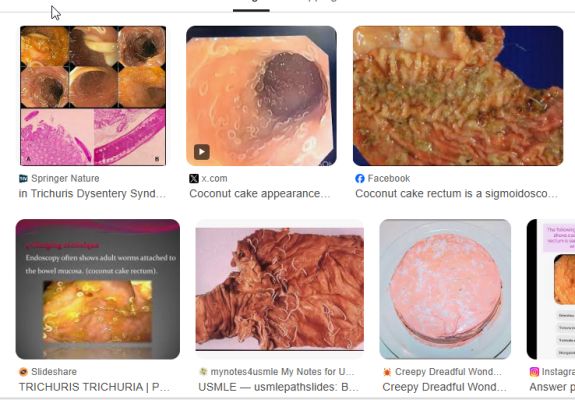 A
B
Springer Nature
in Trichuris Dysentery Synd...
x.com
Coconut cake appearance...
Facebook
Coconut cake rectum is a sigmoidosco...
Endoscopy often shows adult worms attached to
the bowel mucosa. (coconut cake rectum).
Slideshare
TRICHURIS TRICHURIA | P...
mynotes4usmle My Notes for U...
USMLE — usmlepathslides: B...
Creepy Dreadful Wond...
Creepy Dreadful Wond...
The following
Instagra
Answer p